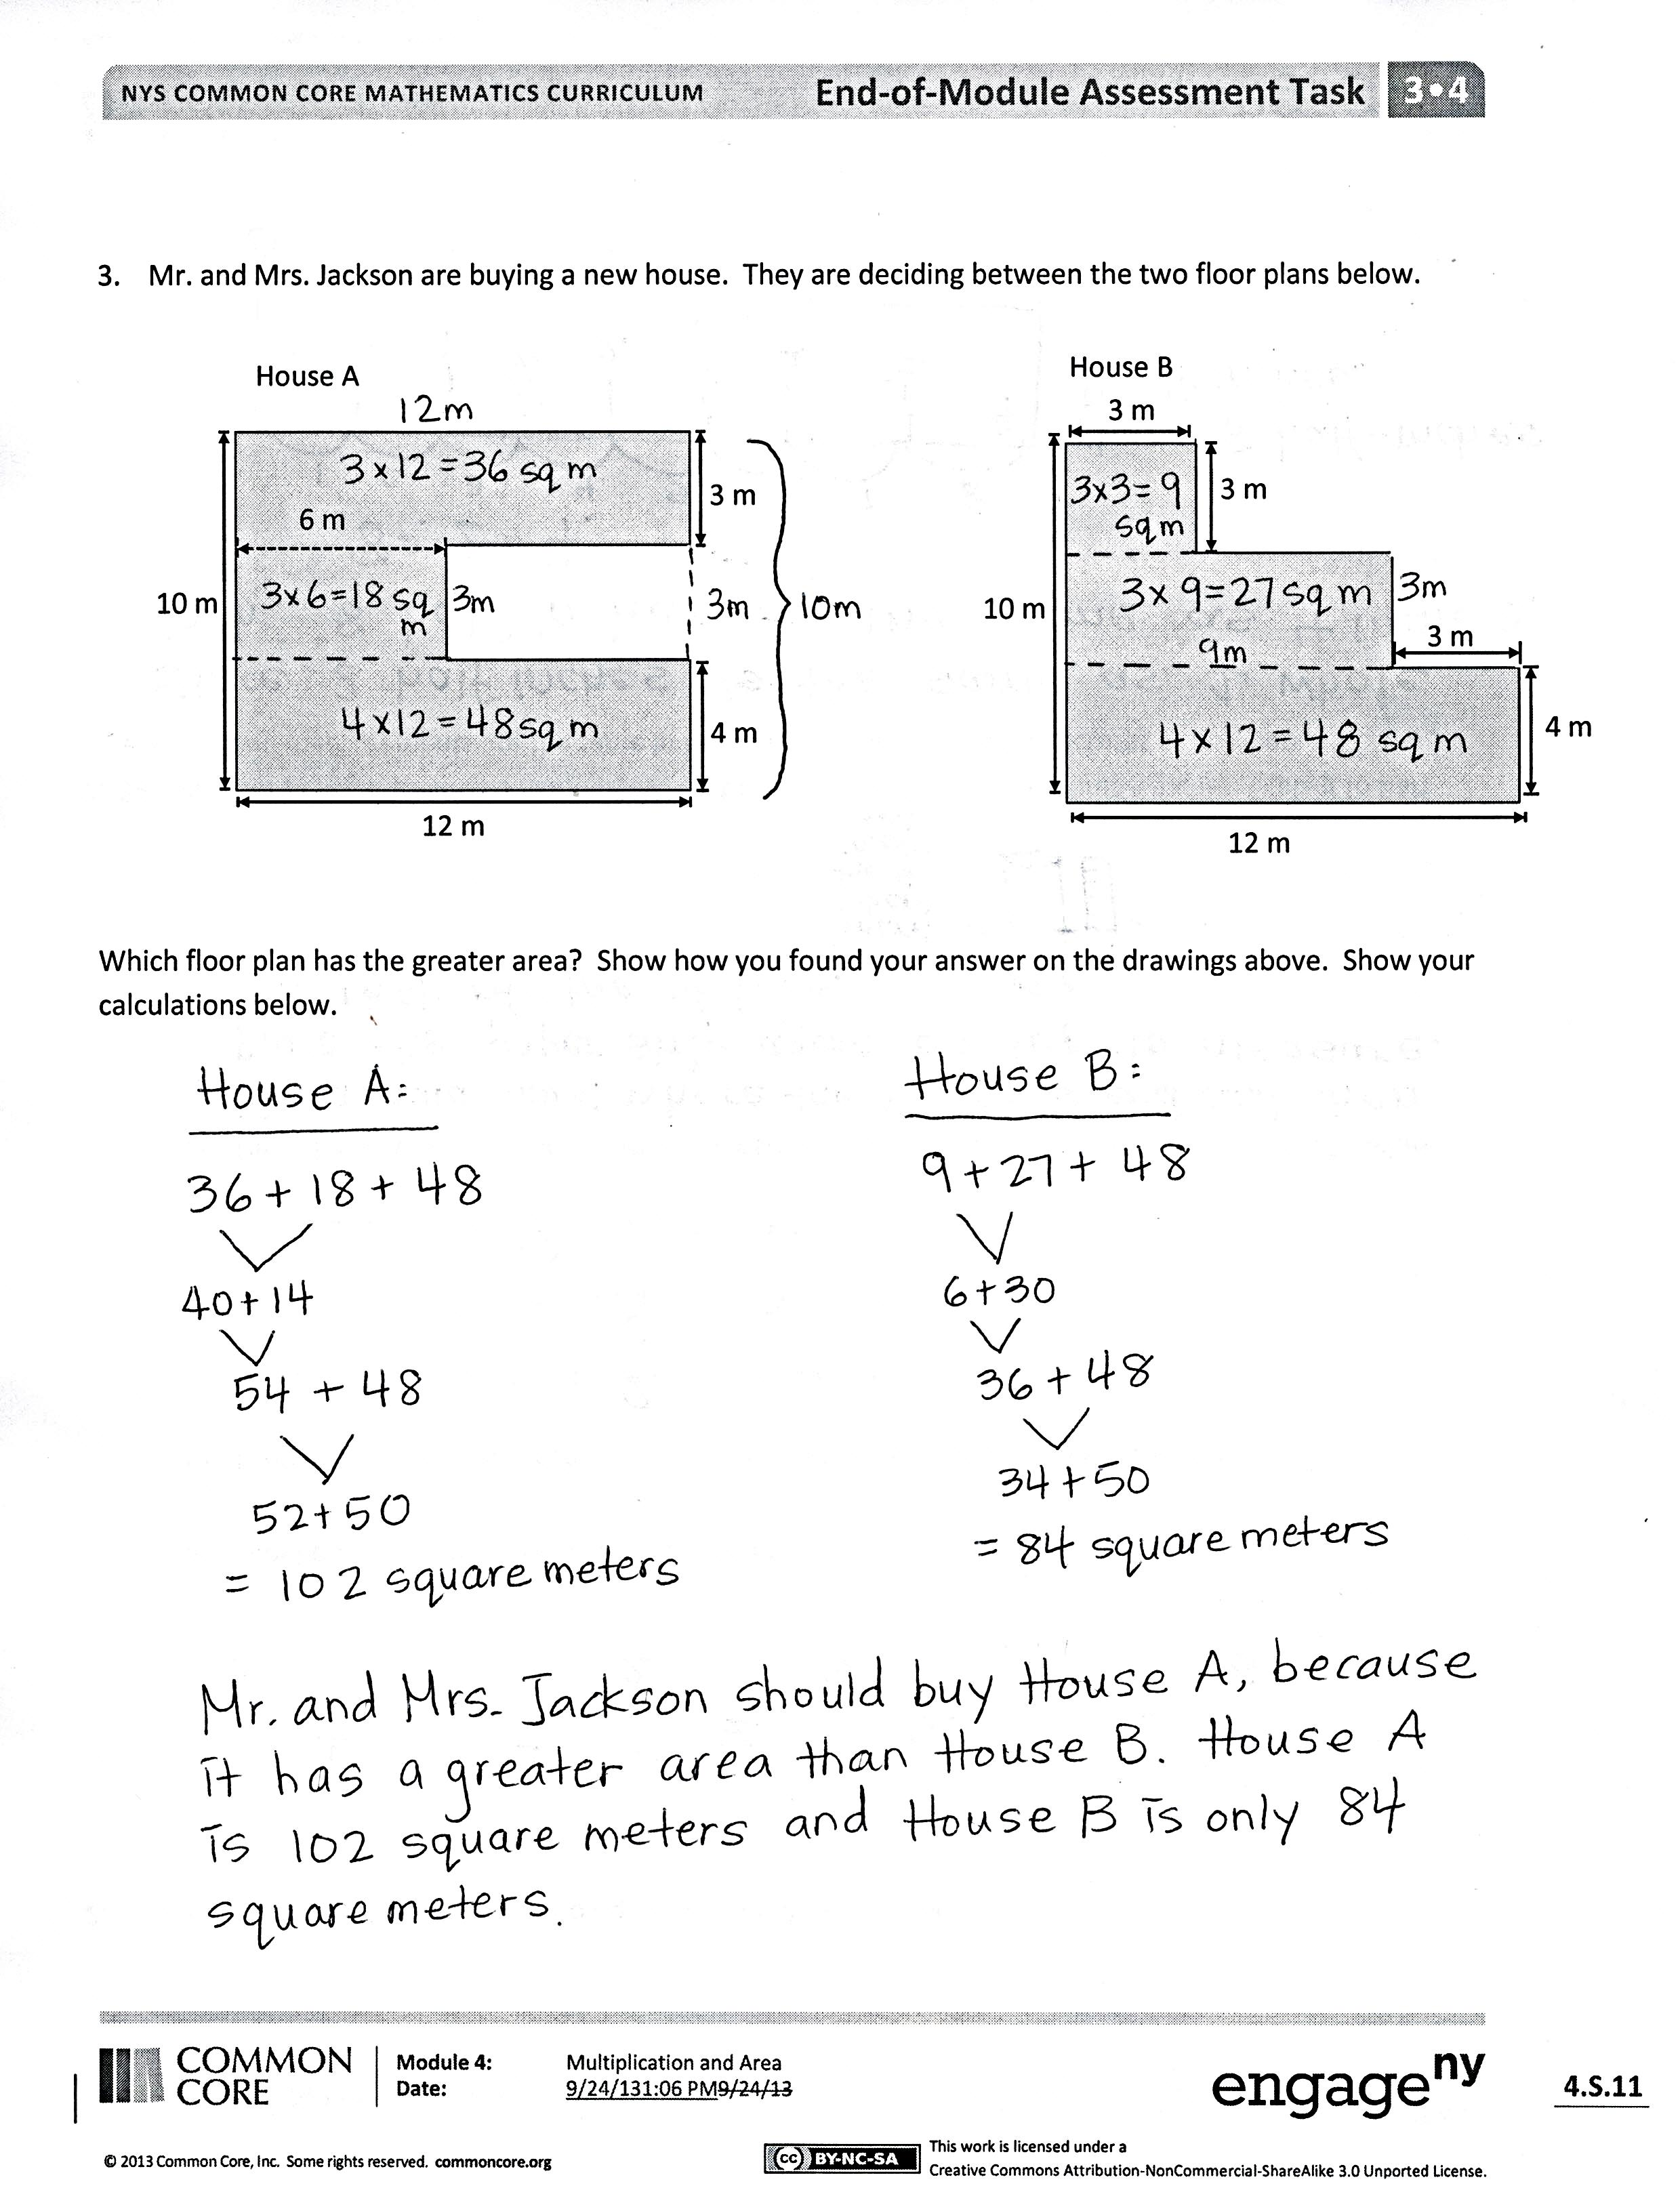 NYS COMMON CORE MATHEMATICS CURRICULUM End-of-Module Assessment Task 3•4
3. Mr. and Mrs. Jackson are buying a new house. They are deciding between the two floor plans below.
House A
12m
3 x 12 = 36 sq m
3 m
6 m
10 m
3x6=18 sq
m
3m
3m
10m
4 x 12 = 48 sq m
4 m
12 m
House B
3 m
3x3= 9
sq m
3 m
10 m
3 x 9=27 sq m
3m
9m
3 m
4 x 12 = 48 sq m
4 m
12 m
Which floor plan has the greater area? Show how you found your answer on the drawings above. Show your
calculations below.
House A:
36 + 18 + 48
40 + 14
54 + 48
52 + 50
= 102 square meters
House B:
9 + 27 + 48
6 + 30
36 + 48
34 + 50
= 84 square meters
Mr. and Mrs. Jackson should buy House A, because
it has a greater area than House B. House A
is 102 square meters and House B is only 84
square meters.
COMMON
CORE
Module 4: Multiplication and Area
Date: 9/24/131:06 PM9/24/13
engageny
4.S.11
© 2013 Common Core, Inc. Some rights reserved. commoncore.org
cc BY-NC-SA
This work is licensed under a
Creative Commons Attribution-NonCommercial-ShareAlike 3.0 Unported License.